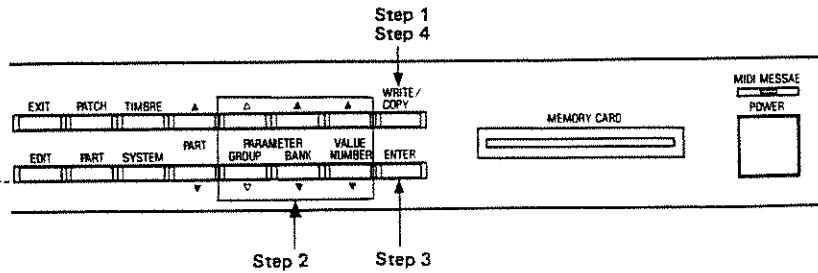 Step 1
Step 4
WRITE/
COPY
MIDI MESSAE
EXIT PATCH TIMBRE
MEMORY CARD
POWER
PART PARAMETER VALUE
EDIT PART SYSTEM GROUP BANK NUMBER ENTER
Step 2 Step 3